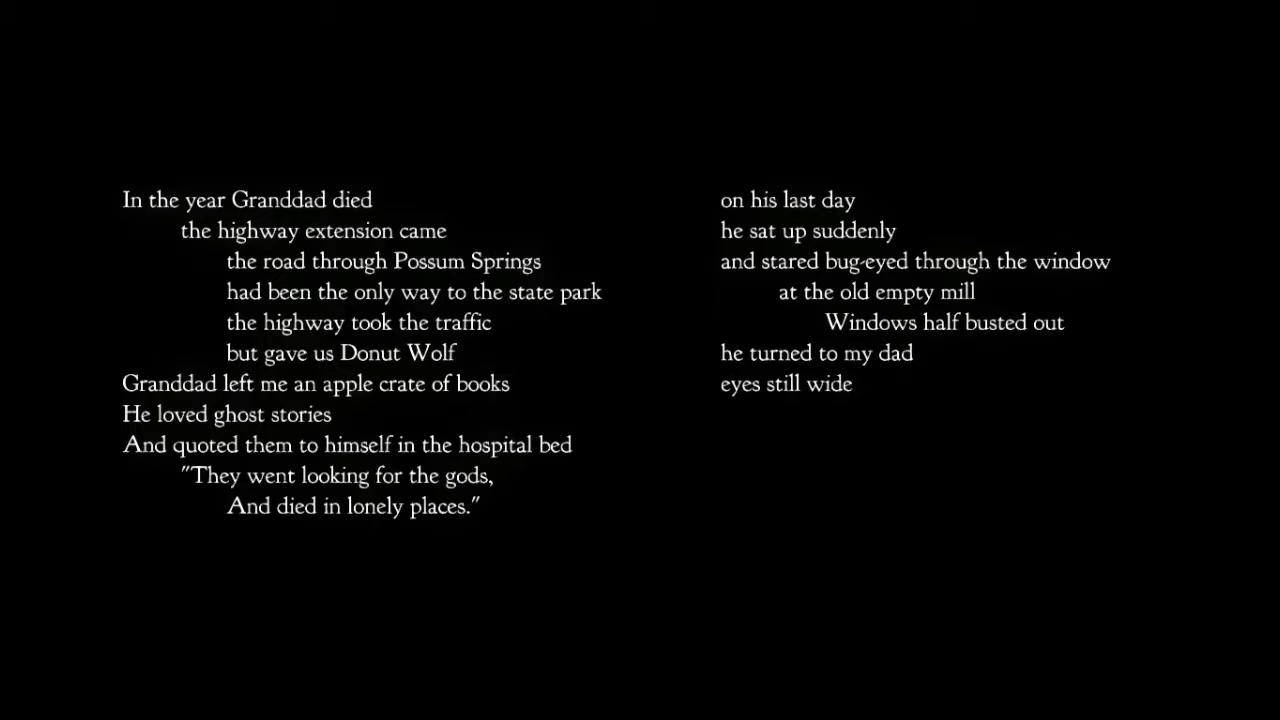 In the year Granddad died
the highway extension came
the road through Possum Springs
had been the only way to the state park
the highway took the traffic
but gave us Donut Wolf
Granddad left me an apple crate of books
He loved ghost stories
And quoted them to himself in the hospital bed
"They went looking for the gods,
And died in lonely places."
on his last day
he sat up suddenly
and stared bug-eyed through the window
at the old empty mill
Windows half busted out
he turned to my dad
eyes still wide